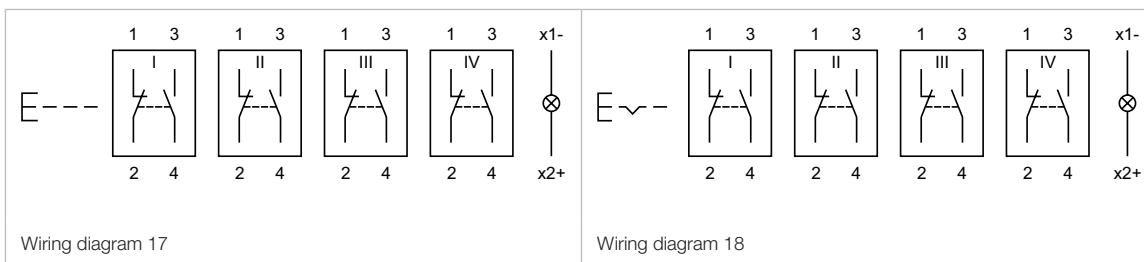 1 3 1 3 1 3 1 3 x1- 1 3 1 3 1 3 1 3 x1-
I II III IV I II III IV
2 4 2 4 2 4 2 4 x2+ 2 4 2 4 2 4 2 4 x2+
Wiring diagram 17 Wiring diagram 18